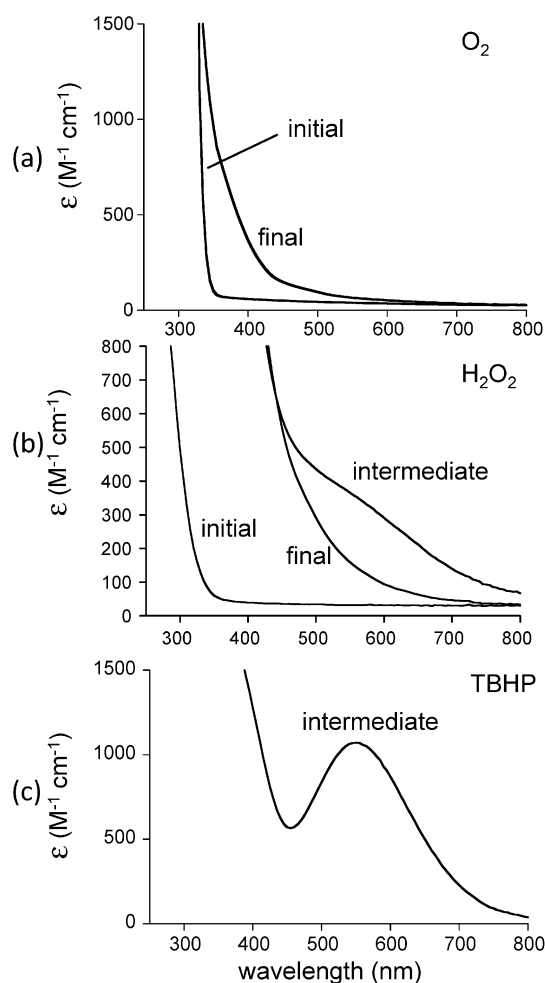 (a)
ε (M⁻¹ cm⁻¹)
1500
1000
500
0
O₂
initial
final
300 400 500 600 700 800
(b)
ε (M⁻¹ cm⁻¹)
800
700
600
500
400
300
200
100
0
H₂O₂
intermediate
initial
final
300 400 500 600 700 800
(c)
ε (M⁻¹ cm⁻¹)
1500
1000
500
0
TBHP
intermediate
300 400 500 600 700 800
wavelength (nm)